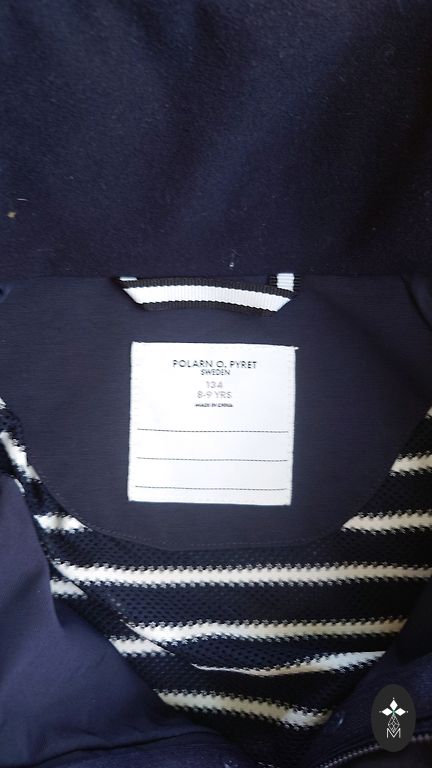 POLARN O. PYRET
SWEDEN
134
8-9 YRS
MADE IN CHINA
M